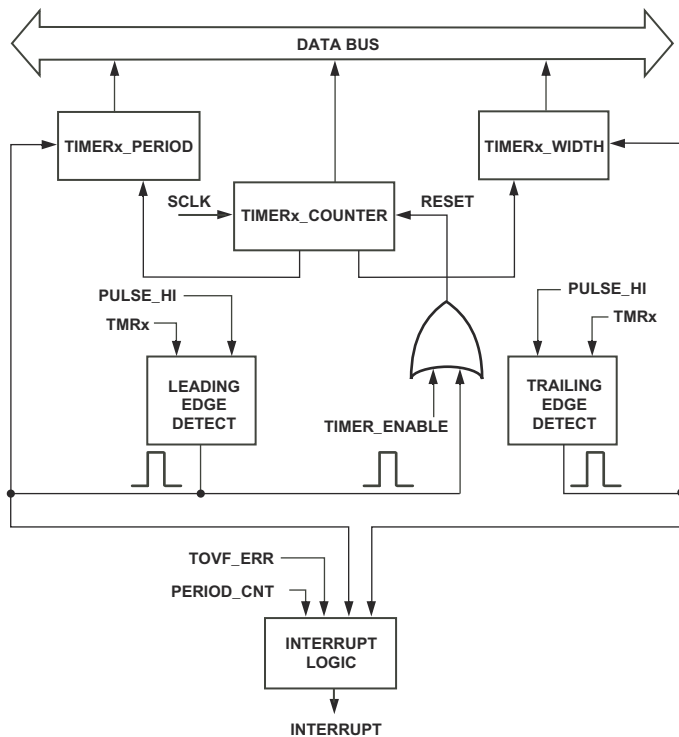 DATA BUS
TIMERx_PERIOD
TIMERx_WIDTH
SCLK
TIMERx_COUNTER
RESET
PULSE_HI
TMRx
PULSE_HI
TMRx
LEADING
EDGE
DETECT
TIMER_ENABLE
TRAILING
EDGE
DETECT
TOVF_ERR
PERIOD_CNT
INTERRUPT
LOGIC
INTERRUPT